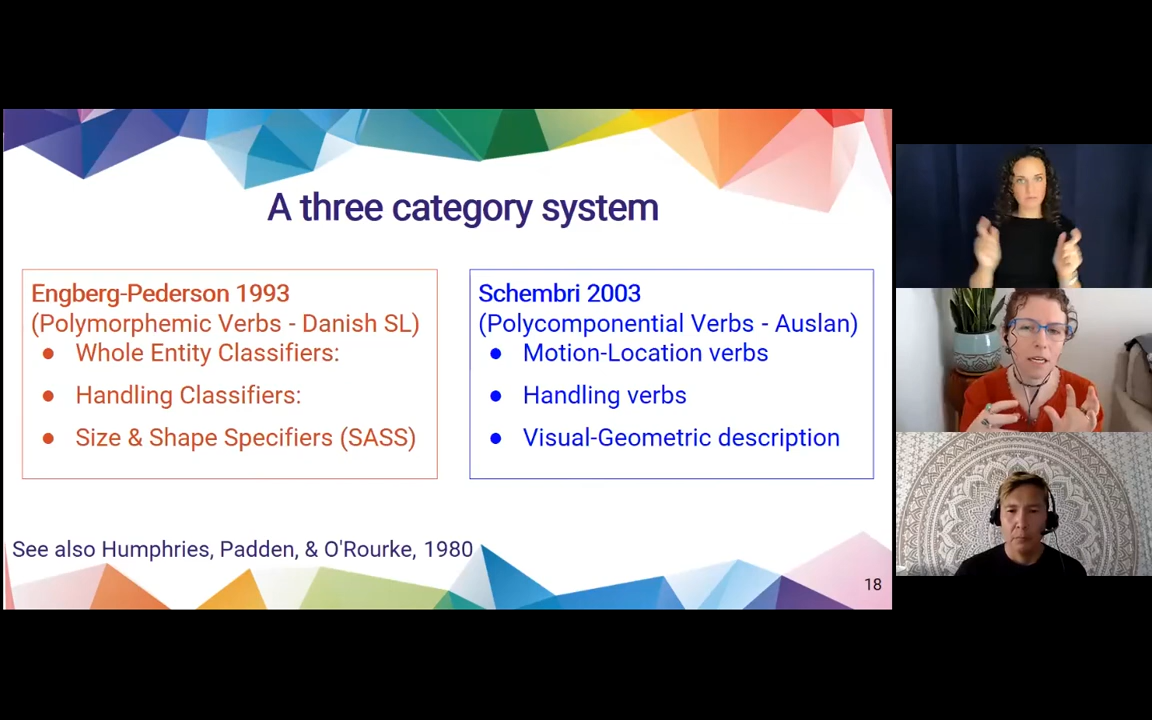 A three category system
Engberg-Pederson 1993
(Polymorphemic Verbs - Danish SL)
● Whole Entity Classifiers:
● Handling Classifiers:
● Size & Shape Specifiers (SASS)
Schembri 2003
(Polycomponential Verbs - Auslan)
● Motion-Location verbs
● Handling verbs
● Visual-Geometric description
See also Humphries, Padden, & O'Rourke, 1980
18